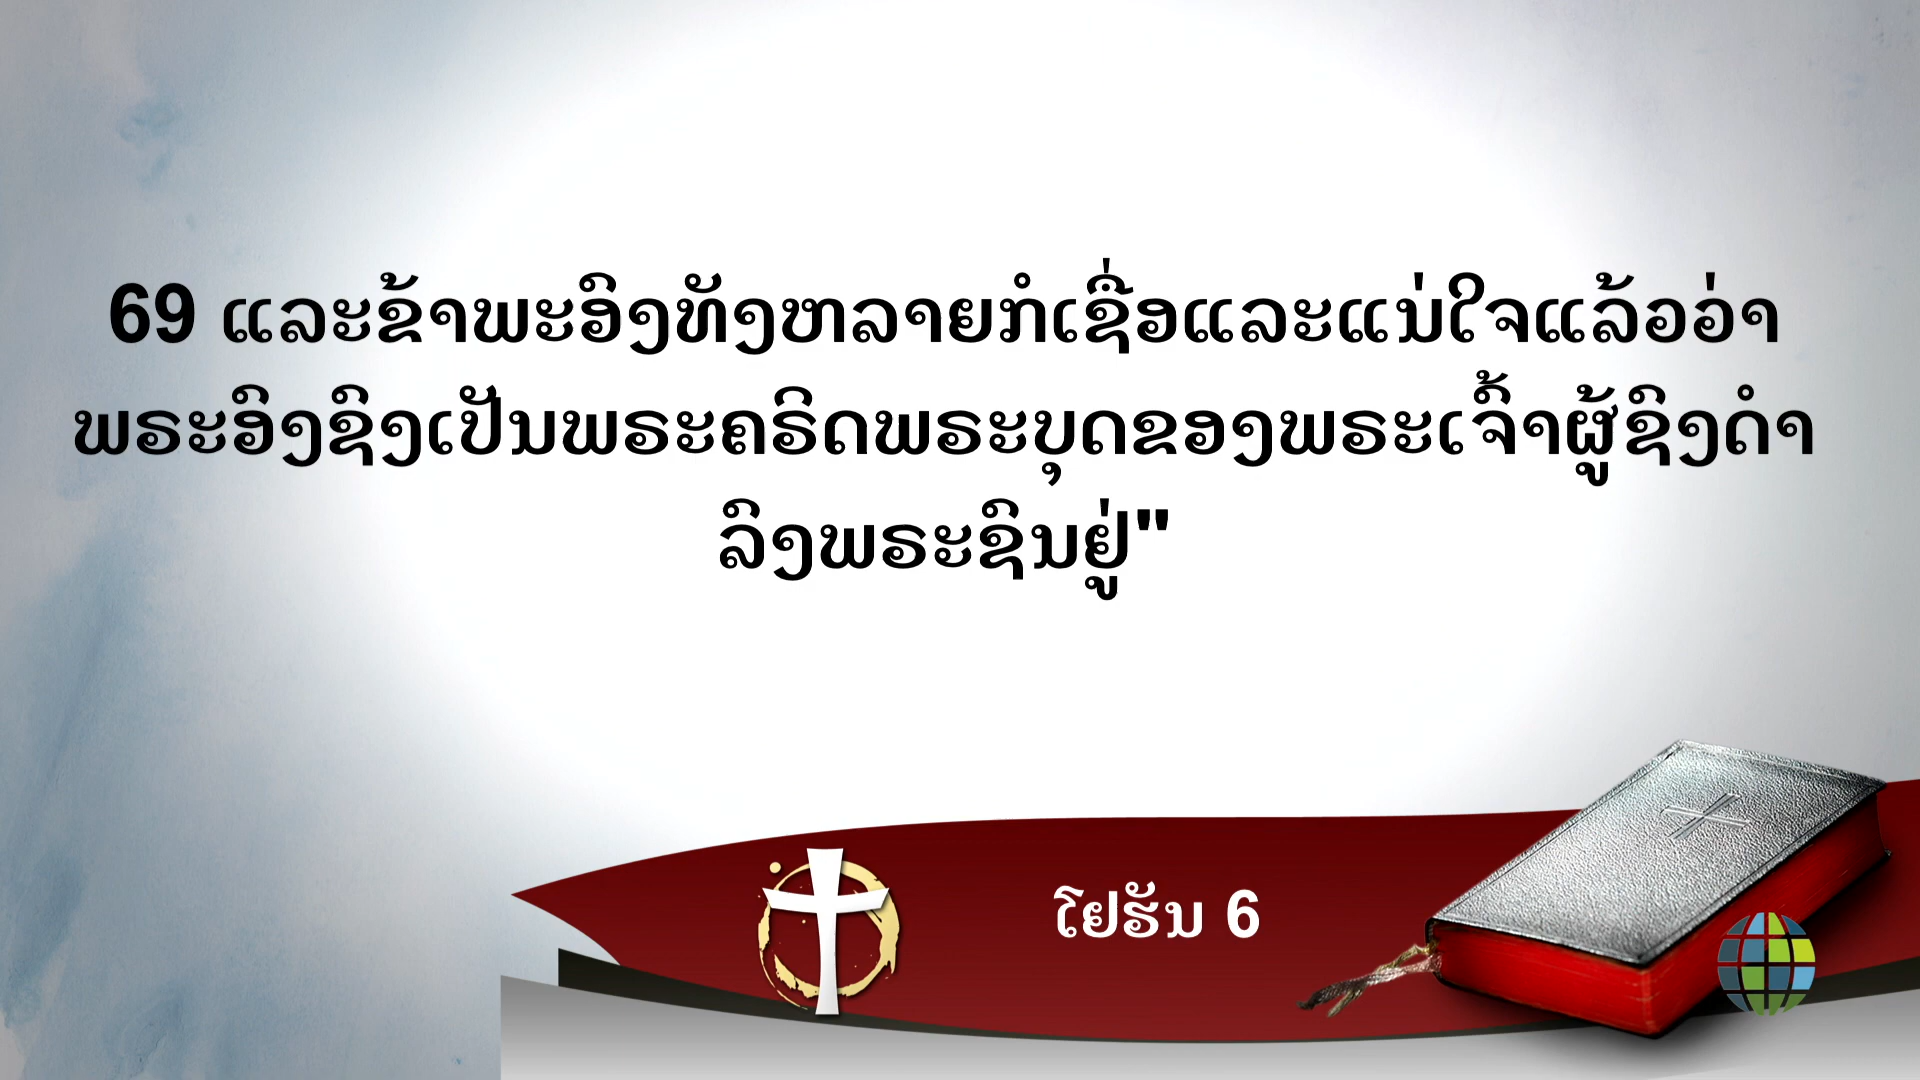 69 ແລະຂ້າພະອົງທັງຫລາຍກໍເຊື່ອແລະແນ່ໃຈແລ້ວວ່າ
ພຣະອົງຊົງເປັນພຣະຄຣິດພຣະບຸດຂອງພຣະເຈົ້າຜູ້ຊົງດໍາ
ລົງພຣະຊົນຢູ່"
ໂຢຮັນ 6